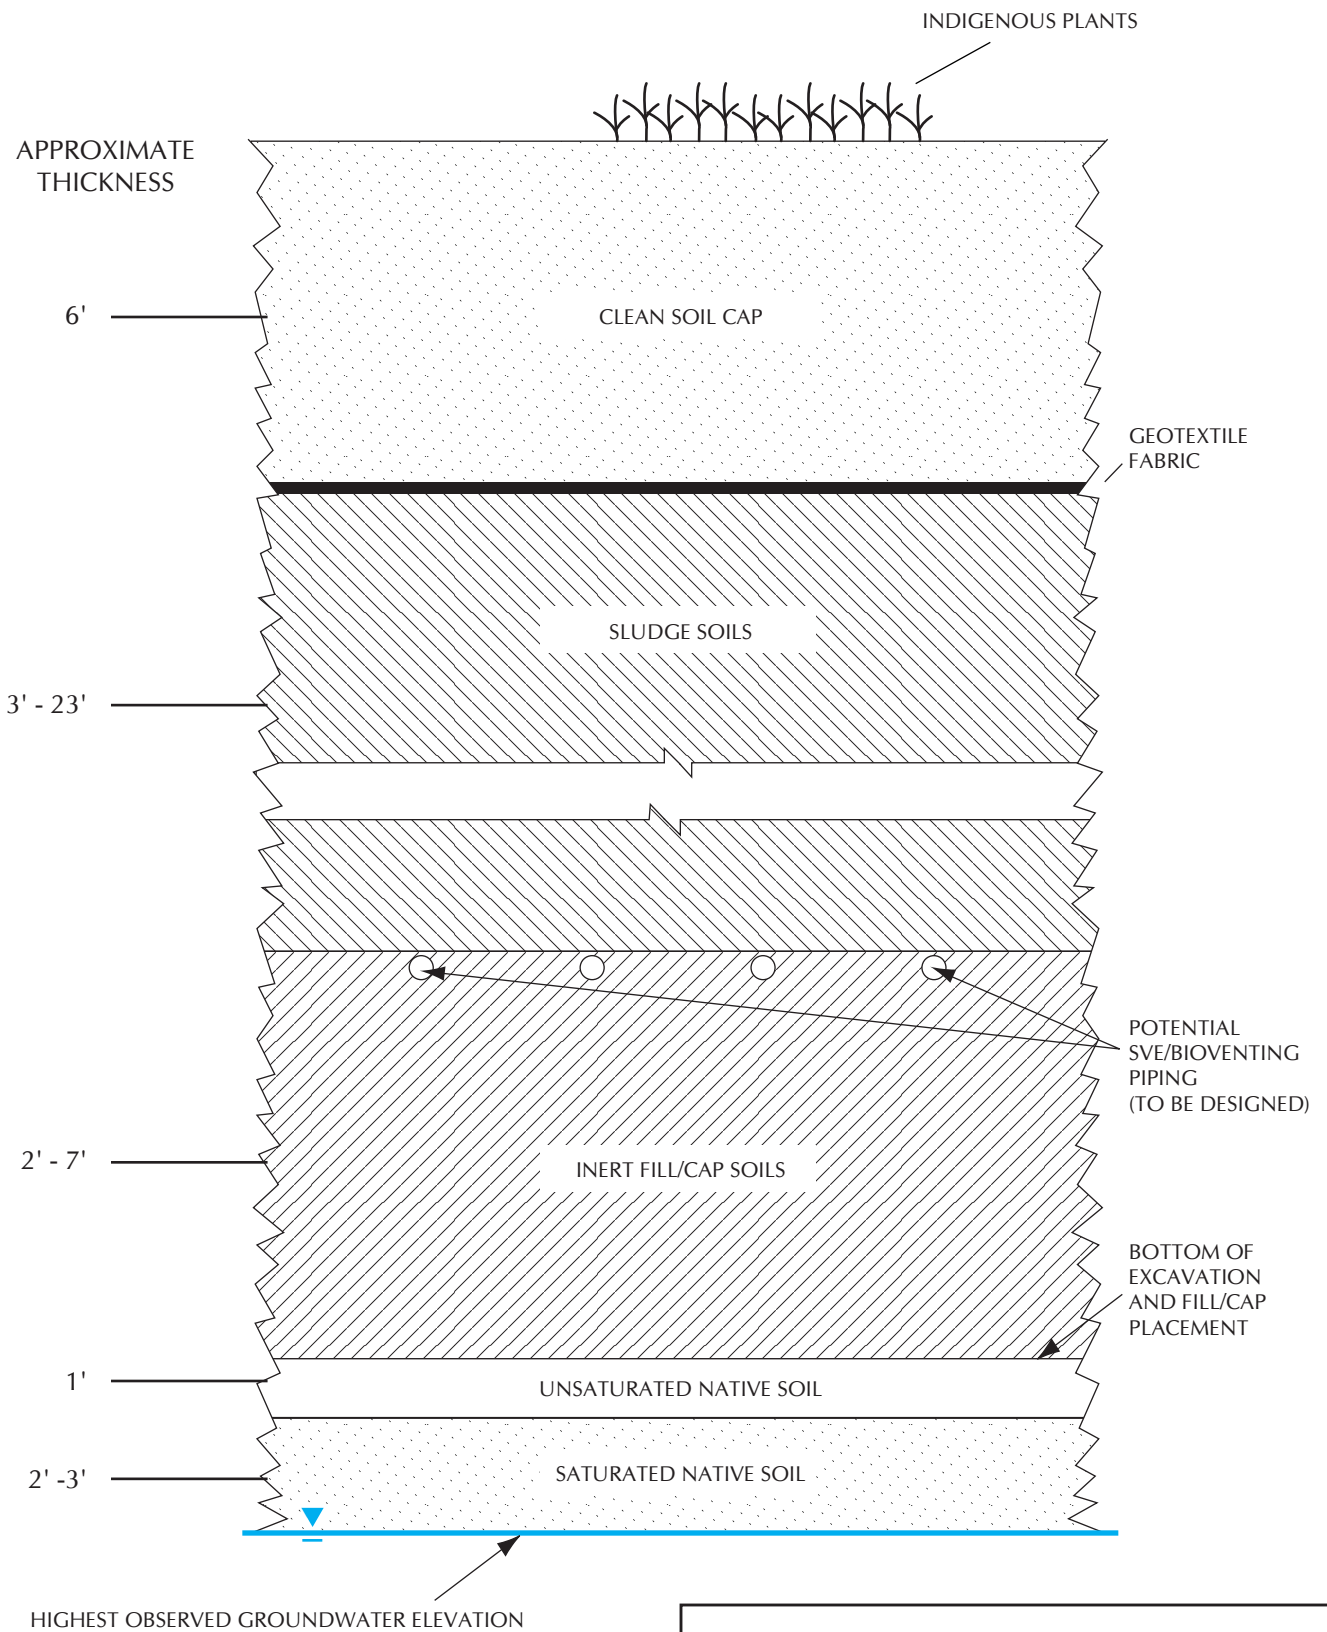 INDIGENOUS PLANTS
APPROXIMATE
THICKNESS
6'
CLEAN SOIL CAP
GEOTEXTILE
FABRIC
SLUDGE SOILS
3' - 23'
POTENTIAL
SVE/BIOVENTING
PIPING
(TO BE DESIGNED)
2' - 7'
INERT FILL/CAP SOILS
BOTTOM OF
EXCAVATION
AND FILL/CAP
PLACEMENT
1'
UNSATURATED NATIVE SOIL
2' -3'
SATURATED NATIVE SOIL
HIGHEST OBSERVED GROUNDWATER ELEVATION